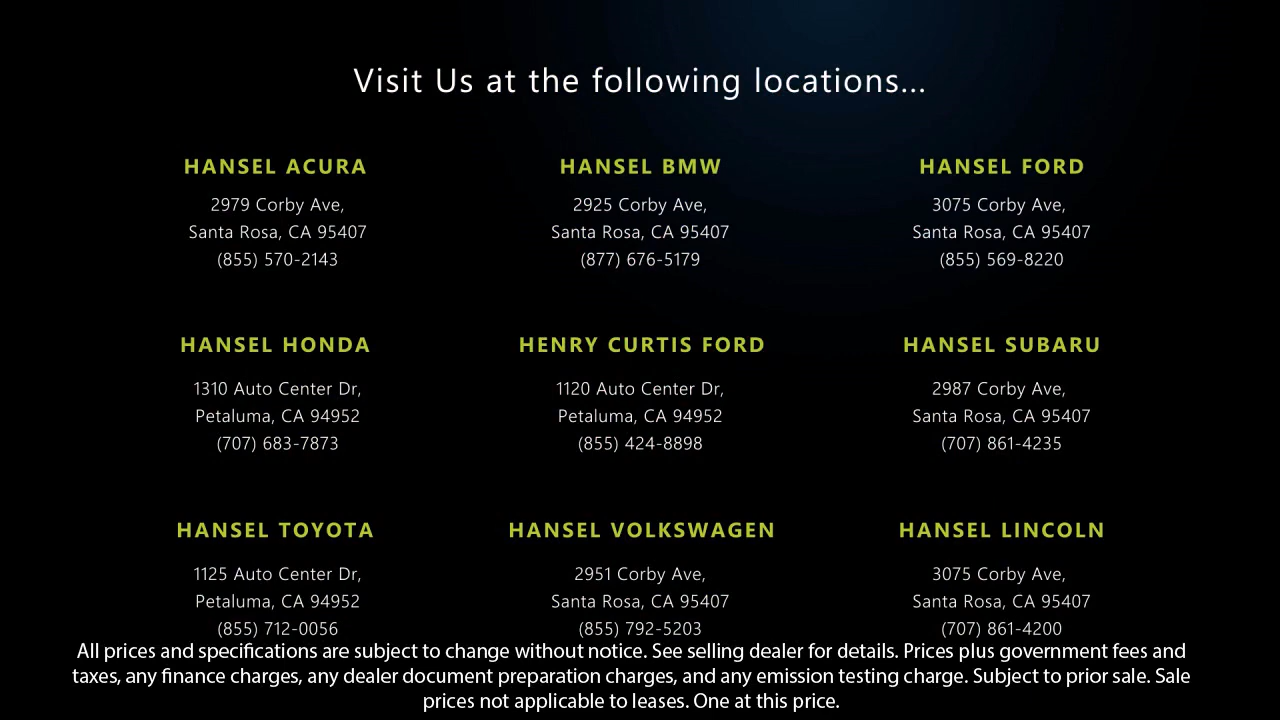 Visit Us at the following locations...
HANSEL ACURA
2979 Corby Ave,
Santa Rosa, CA 95407
(855) 570-2143
HANSEL BMW
2925 Corby Ave,
Santa Rosa, CA 95407
(877) 676-5179
HANSEL FORD
3075 Corby Ave,
Santa Rosa, CA 95407
(855) 569-8220
HANSEL HONDA
1310 Auto Center Dr,
Petaluma, CA 94952
(707) 683-7873
HENRY CURTIS FORD
1120 Auto Center Dr,
Petaluma, CA 94952
(855) 424-8898
HANSEL SUBARU
2987 Corby Ave,
Santa Rosa, CA 95407
(707) 861-4235
HANSEL TOYOTA
1125 Auto Center Dr,
Petaluma, CA 94952
(855) 712-0056
HANSEL VOLKSWAGEN
2951 Corby Ave,
Santa Rosa, CA 95407
(855) 792-5203
HANSEL LINCOLN
3075 Corby Ave,
Santa Rosa, CA 95407
(707) 861-4200
All prices and specifications are subject to change without notice. See selling dealer for details. Prices plus government fees and
taxes, any finance charges, any dealer document preparation charges, and any emission testing charge. Subject to prior sale. Sale
prices not applicable to leases. One at this price.